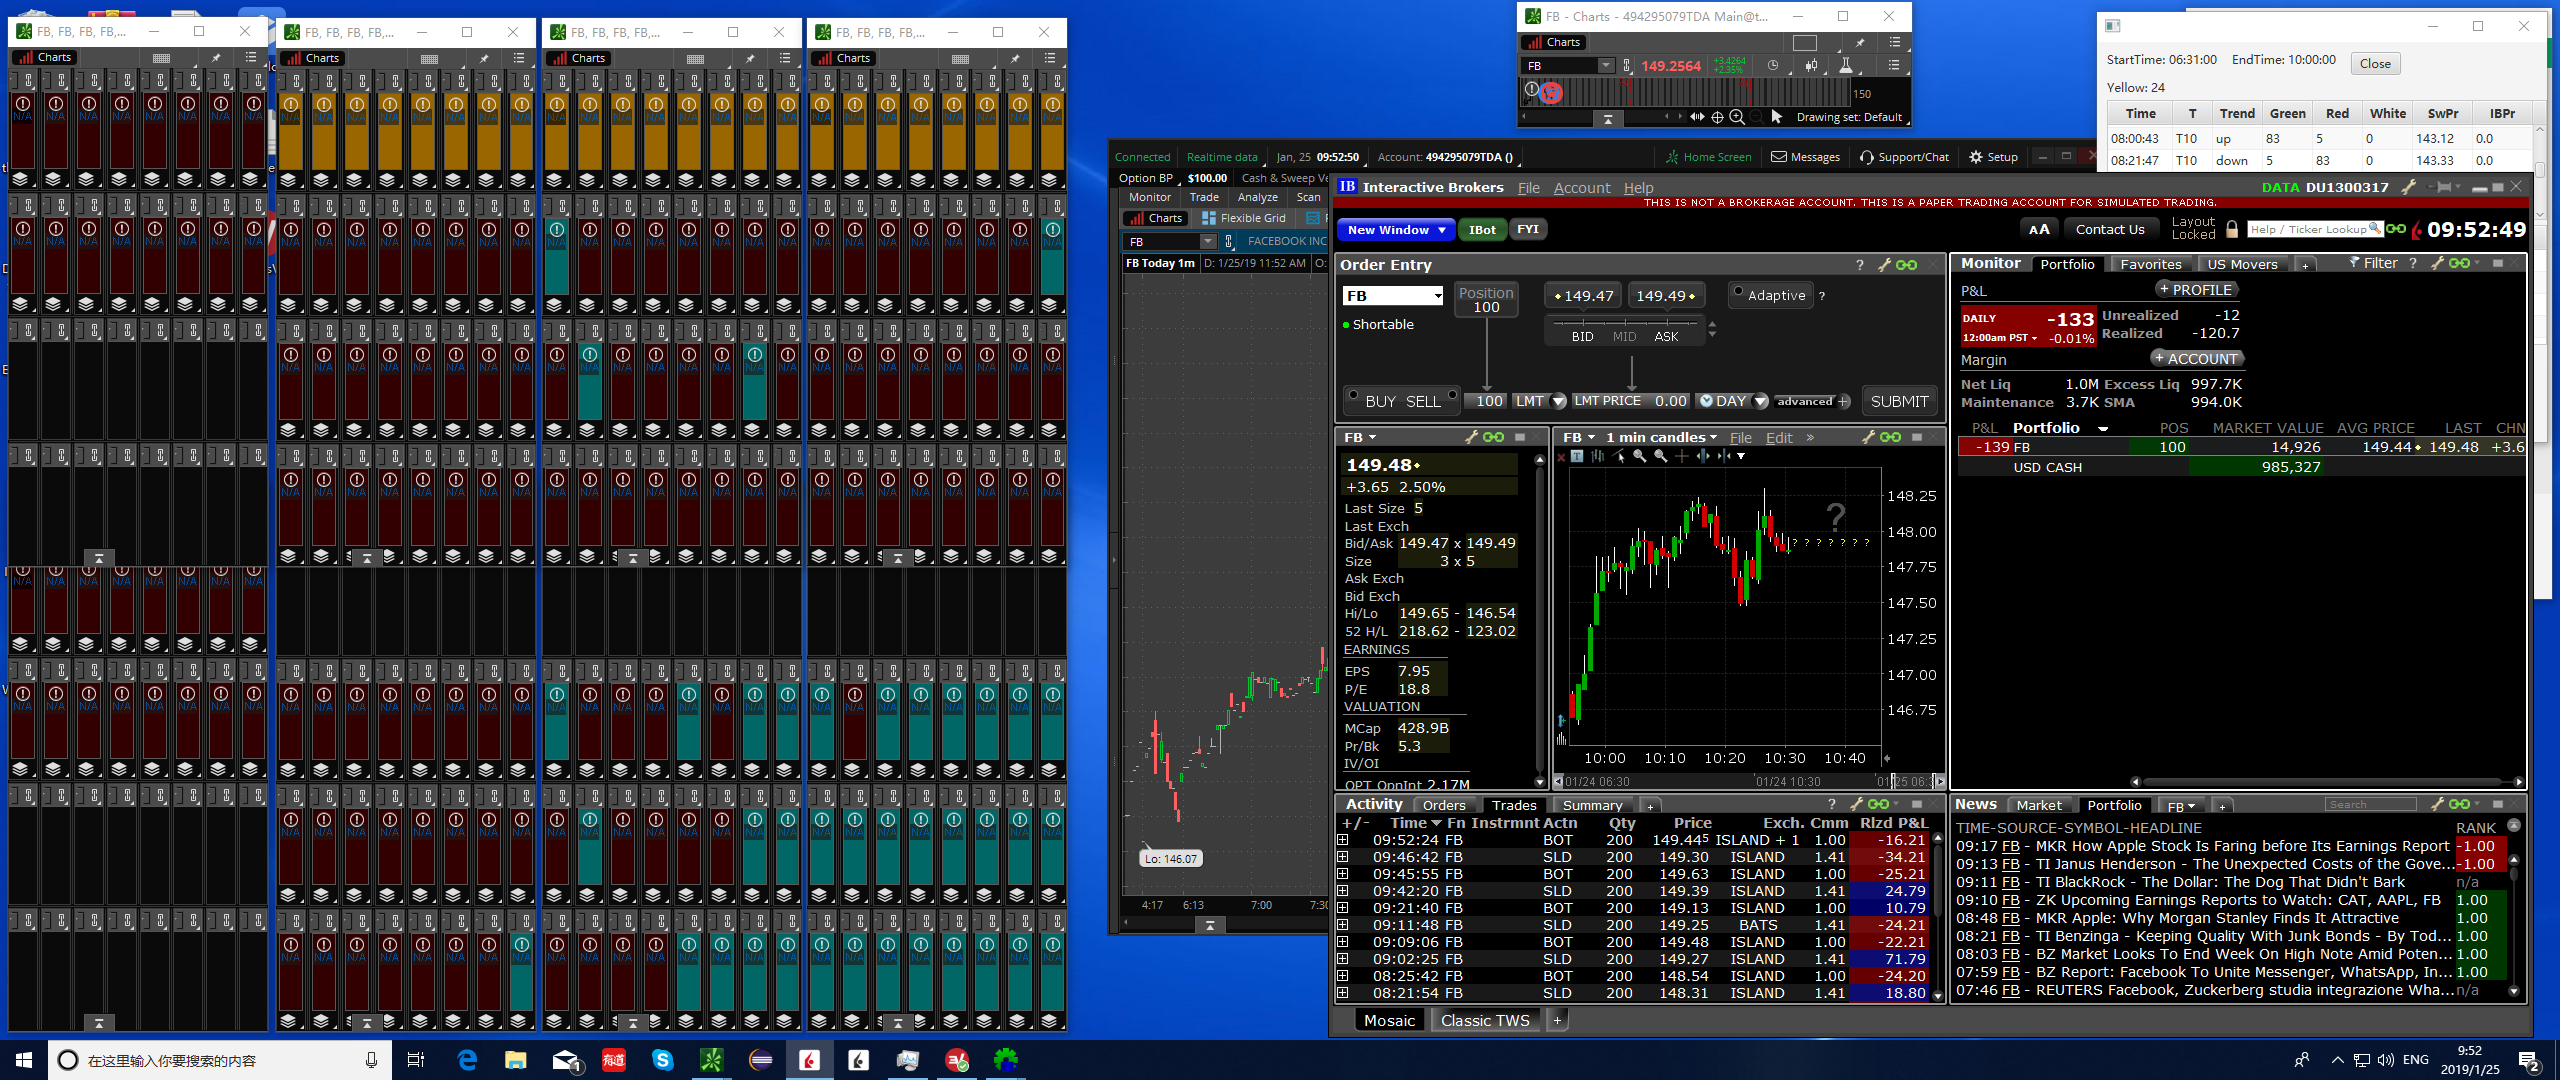 FB, FB, FB, FB,...
FB, FB, FB, FB,...
FB, FB, FB, FB,...
FB, FB, FB, FB,...
Charts
Charts
Charts
Charts
FB - Charts - 494295079TDA Main@t...
Charts
FB
149.2564
+3.4264
+2.35%
150
Drawing set: Default
StartTime: 06:31:00 EndTime: 10:00:00 Close
Yellow: 24
Time T Trend Green Red White SwPr IBPr
08:00:43 T10 up 83 5 0 143.12 0.0
08:21:47 T10 down 5 83 0 143.33 0.0
Connected Realtime data Jan, 25 09:52:50 Account: 494295079TDA () Home Screen Messages Support/Chat Setup
Option BP $100.00 Cash & Sweep Ve
Monitor Trade Analyze Scan
Charts Flexible Grid
FB FACEBOOK INC
FB Today 1m D: 1/25/19 11:52 AM O:
Lo: 146.07
4:17 6:13 7:00 7:30
IB Interactive Brokers File Account Help DATA DU1300317
THIS IS NOT A BROKERAGE ACCOUNT. THIS IS A PAPER TRADING ACCOUNT FOR SIMULATED TRADING.
New Window IBot FYI AA Contact Us Layout Locked Help / Ticker Lookup 09:52:49
Order Entry ?
FB Position 100 149.47 149.49 Adaptive ?
Shortable
BID MID ASK
BUY SELL 100 LMT LMT PRICE 0.00 DAY advanced + SUBMIT
FB
149.48
+3.65 2.50%
Last Size 5
Last Exch
Bid/Ask 149.47 x 149.49
Size 3 x 5
Ask Exch
Bid Exch
Hi/Lo 149.65 - 146.54
52 H/L 218.62 - 123.02
EARNINGS
EPS 7.95
P/E 18.8
VALUATION
MCap 428.9B
Pr/Bk 5.3
IV/OI
OPT OpnInt 2.17M
FB 1 min candles File Edit »
148.25
148.00
147.75
147.50
147.25
147.00
146.75
?
? ? ? ? ? ? ?
10:00 10:10 10:20 10:30 10:40
01/24 06:30 01/24 10:30
Monitor Portfolio Favorites US Movers + Filter ?
P&L + PROFILE
DAILY -133 Unrealized -12
12:00am PST -0.01% Realized -120.7
Margin + ACCOUNT
Net Liq 1.0M Excess Liq 997.7K
Maintenance 3.7K SMA 994.0K
P&L Portfolio POS MARKET VALUE AVG PRICE LAST CHN
-139 FB 100 14,926 149.44 149.48 +3.6
USD CASH 985,327
Activity Orders Trades Summary + ?
+/- Time Fn Instrmnt Actn Qty Price Exch. Cmm Rlzd P&L
09:52:24 FB BOT 200 149.445 ISLAND + 1 1.00 -16.21
09:46:42 FB SLD 200 149.30 ISLAND 1.41 -34.21
09:45:55 FB BOT 200 149.63 ISLAND 1.00 -25.21
09:42:20 FB SLD 200 149.39 ISLAND 1.41 24.79
09:21:40 FB BOT 200 149.13 ISLAND 1.00 10.79
09:11:48 FB SLD 200 149.25 BATS 1.41 -24.21
09:09:06 FB BOT 200 149.48 ISLAND 1.00 -22.21
09:02:25 FB SLD 200 149.27 ISLAND 1.41 71.79
08:25:42 FB BOT 200 148.54 ISLAND 1.00 -24.20
08:21:54 FB SLD 200 148.31 ISLAND 1.41 18.80
News Market Portfolio FB + Search
TIME-SOURCE-SYMBOL-HEADLINE RANK
09:17 FB - MKR How Apple Stock Is Faring before Its Earnings Report -1.00
09:13 FB - TI Janus Henderson - The Unexpected Costs of the Gove... -1.00
09:11 FB - TI BlackRock - The Dollar: The Dog That Didn't Bark n/a
09:10 FB - ZK Upcoming Earnings Reports to Watch: CAT, AAPL, FB 1.00
08:48 FB - MKR Apple: Why Morgan Stanley Finds It Attractive 1.00
08:21 FB - TI Benzinga - Keeping Quality With Junk Bonds - By Tod... 1.00
08:03 FB - BZ Market Looks To End Week On High Note Amid Poten... 1.00
07:59 FB - BZ Report: Facebook To Unite Messenger, WhatsApp, In... 1.00
07:46 FB - REUTERS Facebook, Zuckerberg studia integrazione Wha... n/a
Mosaic Classic TWS +
在这里输入你要搜索的内容
有道
ENG
9:52
2019/1/25